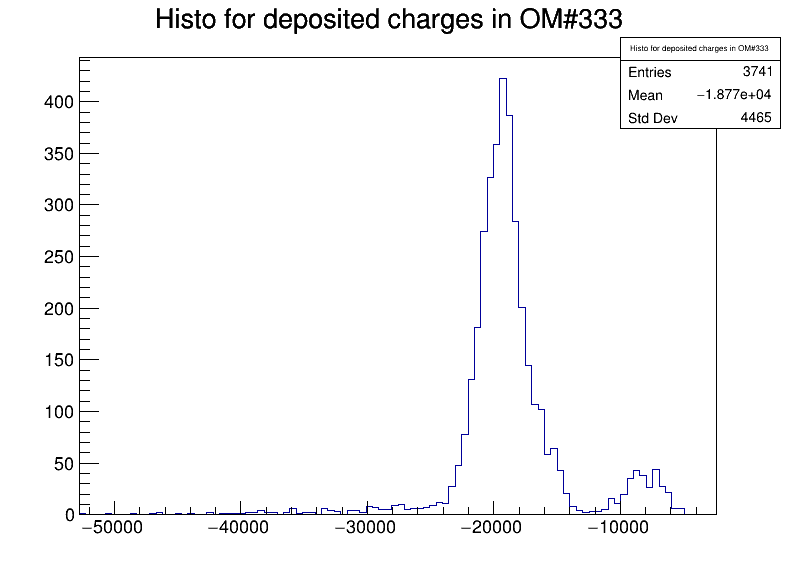 Histo for deposited charges in OM#333
Histo for deposited charges in OM#333
Entries 3741
Mean −1.877e+04
Std Dev 4465
400
350
300
250
200
150
100
50
0
−50000 −40000 −30000 −20000 −10000